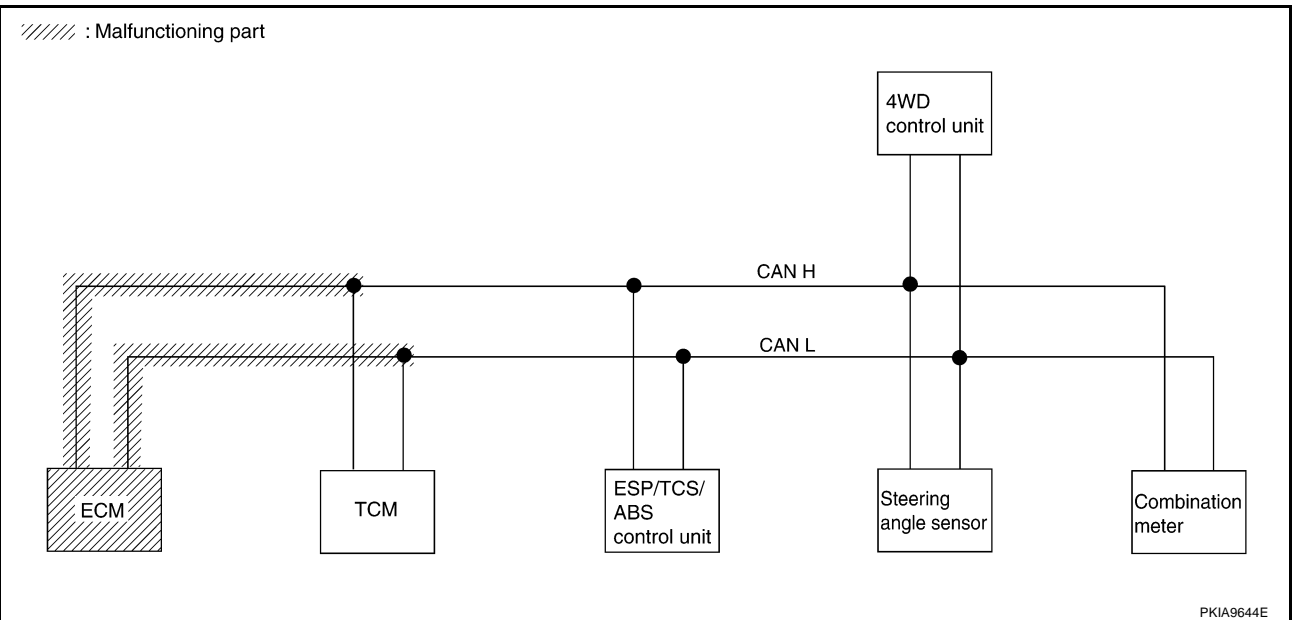 : Malfunctioning part
4WD
control unit
CAN H
CAN L
ECM
TCM
ESP/TCS/
ABS
control unit
Steering
angle sensor
Combination
meter
PKIA9644E